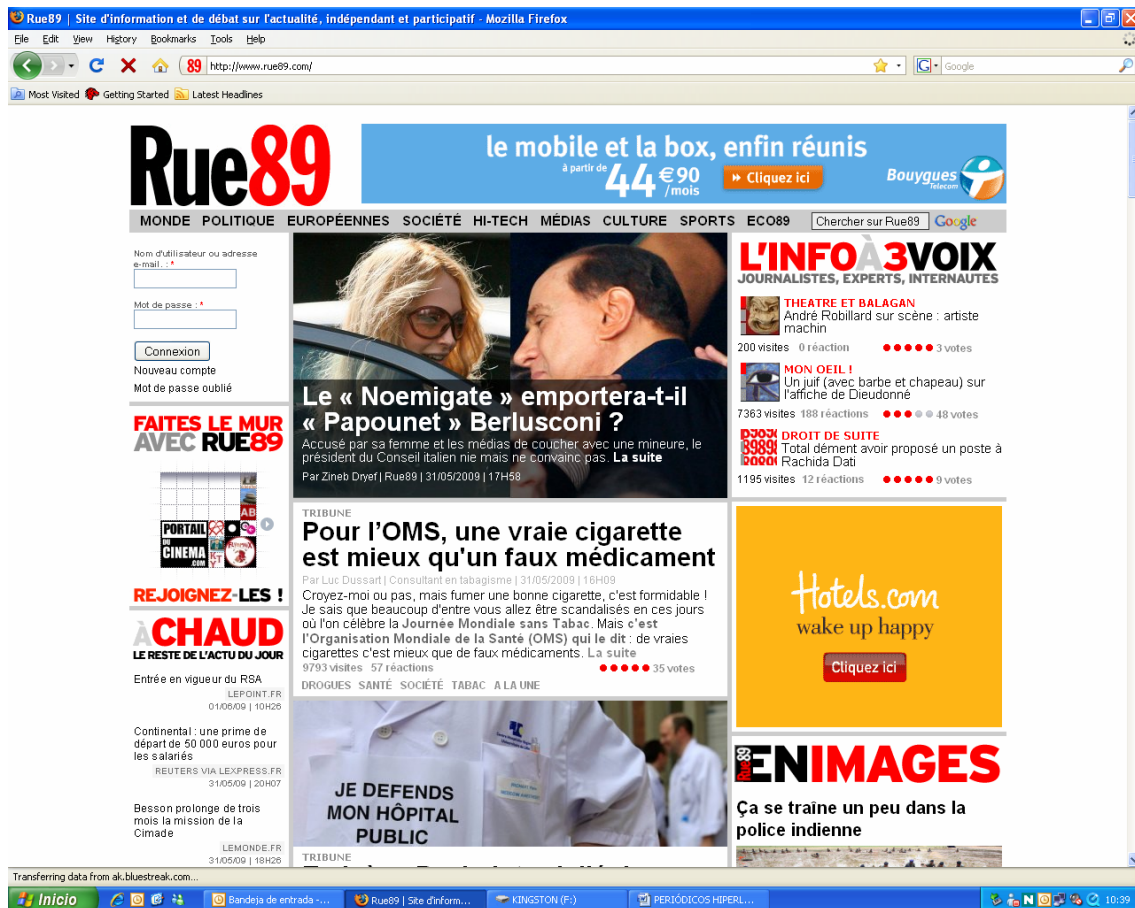 Rue89 | Site d'information et de débat sur l'actualité, indépendant et participatif - Mozilla Firefox
File Edit View History Bookmarks Tools Help
89 http://www.rue89.com/
G Google
Most Visited Getting Started Latest Headlines
Rue89
le mobile et la box, enfin réunis
à partir de 44€90 /mois
Cliquez ici
Bouygues
Telecom
MONDE POLITIQUE EUROPÉENNES SOCIÉTÉ HI-TECH MÉDIAS CULTURE SPORTS ECO89 Chercher sur Rue89 Google
Nom d'utilisateur ou adresse
e-mail. : *
Mot de passe : *
Connexion
Nouveau compte
Mot de passe oublié
FAITES LE MUR
AVEC RUE89
AB
PORTAIL
DU
CINEMA
.COM
REJOIGNEZ-LES !
À CHAUD
LE RESTE DE L'ACTU DU JOUR
Entrée en vigueur du RSA
LEPOINT.FR
01/06/09 | 10H26
Continental : une prime de
départ de 50 000 euros pour
les salariés
REUTERS VIA LEXPRESS.FR
31/05/09 | 20H07
Besson prolonge de trois
mois la mission de la
Cimade
LEMONDE.FR
31/05/09 | 18H26
Le « Noemigate » emportera-t-il
« Papounet » Berlusconi ?
Accusé par sa femme et les médias de coucher avec une mineure, le
président du Conseil italien nie mais ne convainc pas. La suite
Par Zineb Dryef | Rue89 | 31/05/2009 | 17H58
TRIBUNE
Pour l'OMS, une vraie cigarette
est mieux qu'un faux médicament
Par Luc Dussart | Consultant en tabagisme | 31/05/2009 | 16H09
Croyez-moi ou pas, mais fumer une bonne cigarette, c'est formidable !
Je sais que beaucoup d'entre vous allez être scandalisés en ces jours
où l'on célèbre la Journée Mondiale sans Tabac. Mais c'est
l'Organisation Mondiale de la Santé (OMS) qui le dit : de vraies
cigarettes c'est mieux que de faux médicaments. La suite
9793 visites 57 réactions 35 votes
DROGUES SANTÉ SOCIÉTÉ TABAC A LA UNE
JE DEFENDS
MON HÔPITAL
PUBLIC
TRIBUNE
L'INFO À 3 VOIX
JOURNALISTES, EXPERTS, INTERNAUTES
THEATRE ET BALAGAN
André Robillard sur scène : artiste
machin
200 visites 0 réaction 3 votes
MON OEIL !
Un juif (avec barbe et chapeau) sur
l'affiche de Dieudonné
7363 visites 188 réactions 48 votes
DROIT DE SUITE
Total dément avoir proposé un poste à
Rachida Dati
1195 visites 12 réactions 9 votes
Hotels.com
wake up happy
Cliquez ici
Rue89 EN IMAGES
Ça se traîne un peu dans la
police indienne
Transferring data from ak.bluestreak.com...
Inicio Bandeja de entrada -... Rue89 | Site d'inform... KINGSTON (F:) PERIÓDICOS HIPERL... N 10:39